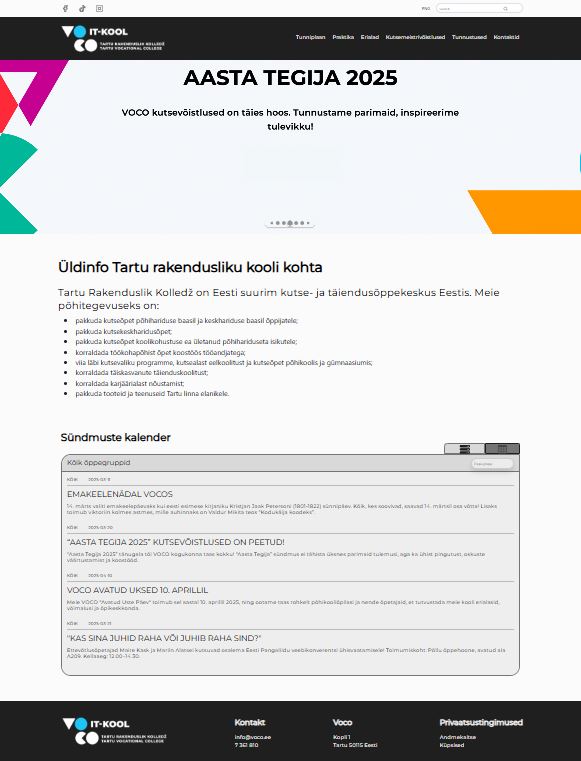 ENG
IT-KOOL
TARTU RAKENDUSLIK KOLLEDŽ
TARTU VOCATIONAL COLLEGE
Tunniplaan Praktika Erialad Kutsemeistrivõistlused Tunnustused Kontaktid
AASTA TEGIJA 2025
VOCO kutsevõistlused on täies hoos. Tunnustame parimaid, inspireerime
tulevikku!
Üldinfo Tartu rakendusliku kooli kohta
Tartu Rakenduslik Kolledž on Eesti suurim kutse- ja täiendusõppekeskus Eestis. Meie
põhitegevuseks on:
pakkuda kutseõpet põhihariduse baasil ja keskhariduse baasil õppijatele;
pakkuda kutsekeskharidusõpet;
pakkuda kutseõpet koolikohustuse ea ületanud põhihariduseta isikutele;
korraldada töökohapõhist õpet koostöös tööandjatega;
viia läbi kutsevaliku programme, kutsealast eelkoolitust ja kutseõpet põhikoolis ja gümnaasiumis;
korraldada täiskasvanute täienduskoolitust;
korraldada karjäärialast nõustamist;
pakkuda tooteid ja teenuseid Tartu linna elanikele.
Sündmuste kalender
Kõik õppegruppid
KÕIK 2025-03-11
EMAKEELENÄDAL VOCOS
14. märts valiti emakeelepäevaks kui eesti esimese kirjaniku Kristjan Jaak Petersoni (1801-1822) sünnipäev. Kõik, kes soovivad, saavad 14. märtsil osa võtta! Lisaks
toimub viktoriin kolmes astmes, mille auhinnaks on Valdur Mikita teos "Kodukäija koodeks".
KÕIK 2025-03-20
"AASTA TEGIJA 2025" KUTSEVÕISTLUSED ON PEETUD!
"Aasta Tegija 2025" tänugala tõi VOCO kogukonna taas kokku! "Aasta Tegija" sündmus ei tähista üksnes parimaid tulemusi, aga ka ühist pingutust, oskuste
väärtustamist ja koostööd.
KÕIK 2025-04-10
VOCO AVATUD UKSED 10. APRILLIL
Meie VOCO "Avatud Uste Päev" toimub sel aastal 10. aprillil 2025, ning ootame taas rohkelt põhikooliõpilasi ja nende õpetajaid, et tutvustada meie kooli erialasid,
võimalusi ja õpikeskkonda.
KÕIK 2025-03-21
"KAS SINA JUHID RAHA VÕI JUHIB RAHA SIND?"
Ettevõtlusõpetajad Maire Kask ja Marlin Alatsei kutsuvad osalema Eesti Pangaliidu veebikonverentsi ühisvaatamisele! Toimumiskoht: Põllu õppehoone, avatud ala
A209. Kellaaeg: 12.00-14.30.
IT-KOOL
TARTU RAKENDUSLIK KOLLEDŽ
TARTU VOCATIONAL COLLEGE
Kontakt
info@voco.ee
7 361 810
Voco
Kopli 1
Tartu 50115 Eesti
Privaatsustingimused
Andmekaitse
Küpsised